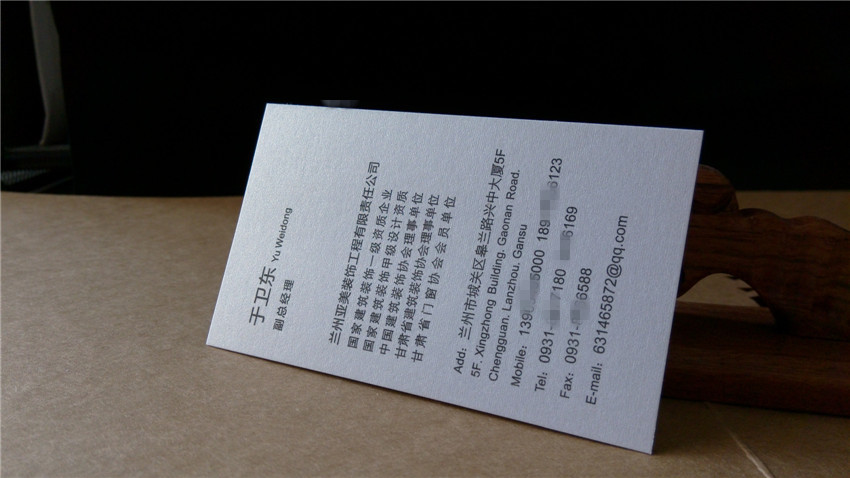 于卫东 Yu Weidong
副总经理
兰州亚美装饰工程有限责任公司
国家建筑装饰一级资质企业
国家建筑装饰甲级设计资质
中国建筑装饰协会理事单位
甘肃省建筑装饰协会理事单位
甘肃省门窗协会会员单位
Add: 兰州市城关区皋兰路兴中大厦5F
5F. Xingzhong Building, Gaonan Road,
Chengguan, Lanzhou, Gansu
Mobile: 139 5000 189 6123
Tel: 0931- 7180 6169
Fax: 0931- 6588
E-mail: 631465872@qq.com